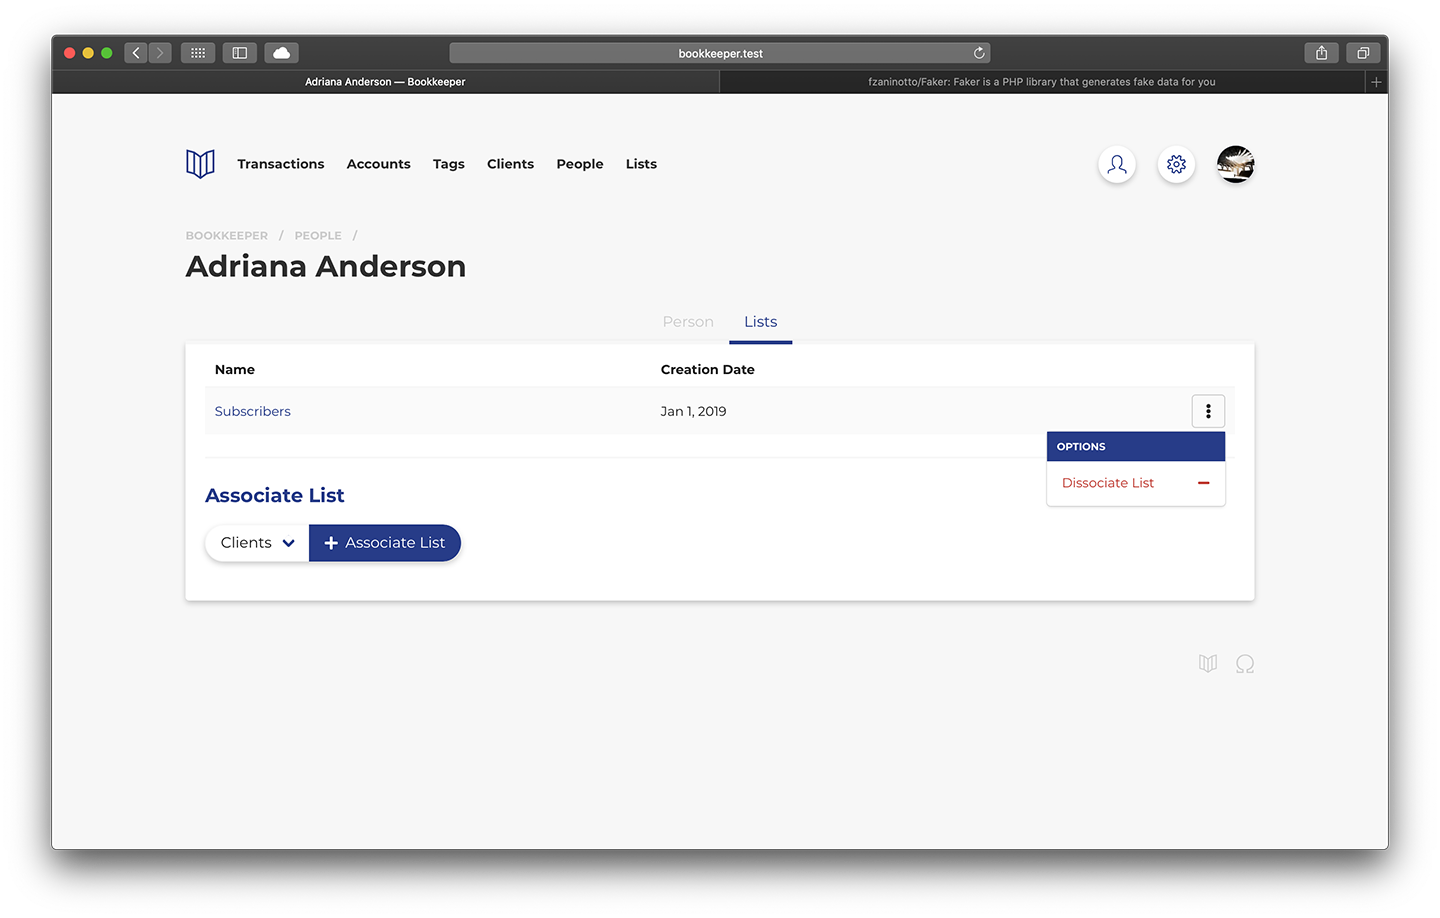 bookkeeper.test
Adriana Anderson — Bookkeeper
fzaninotto/Faker: Faker is a PHP library that generates fake data for you
Transactions Accounts Tags Clients People Lists
BOOKKEEPER / PEOPLE /
Adriana Anderson
Person Lists
Name Creation Date
Subscribers Jan 1, 2019
OPTIONS
Dissociate List
Associate List
Clients Associate List